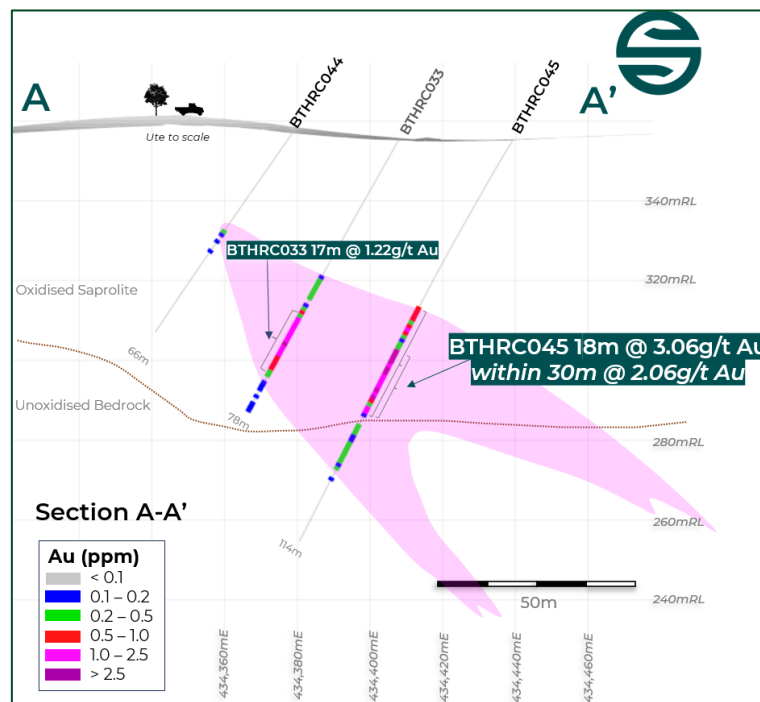 A
A'
BTHRC044
BTHRC033
BTHRC045
Ute to scale
340mRL
BTHRC033 17m @ 1.22g/t Au
320mRL
Oxidised Saprolite
66m
BTHRC045 18m @ 3.06g/t Au
within 30m @ 2.06g/t Au
Unoxidised Bedrock
78m
280mRL
Section A-A'
260mRL
114m
Au (ppm)
< 0.1
0.1 – 0.2
0.2 – 0.5
0.5 – 1.0
1.0 – 2.5
> 2.5
50m
240mRL
434,360mE
434,380mE
434,400mE
434,420mE
434,440mE
434,460mE